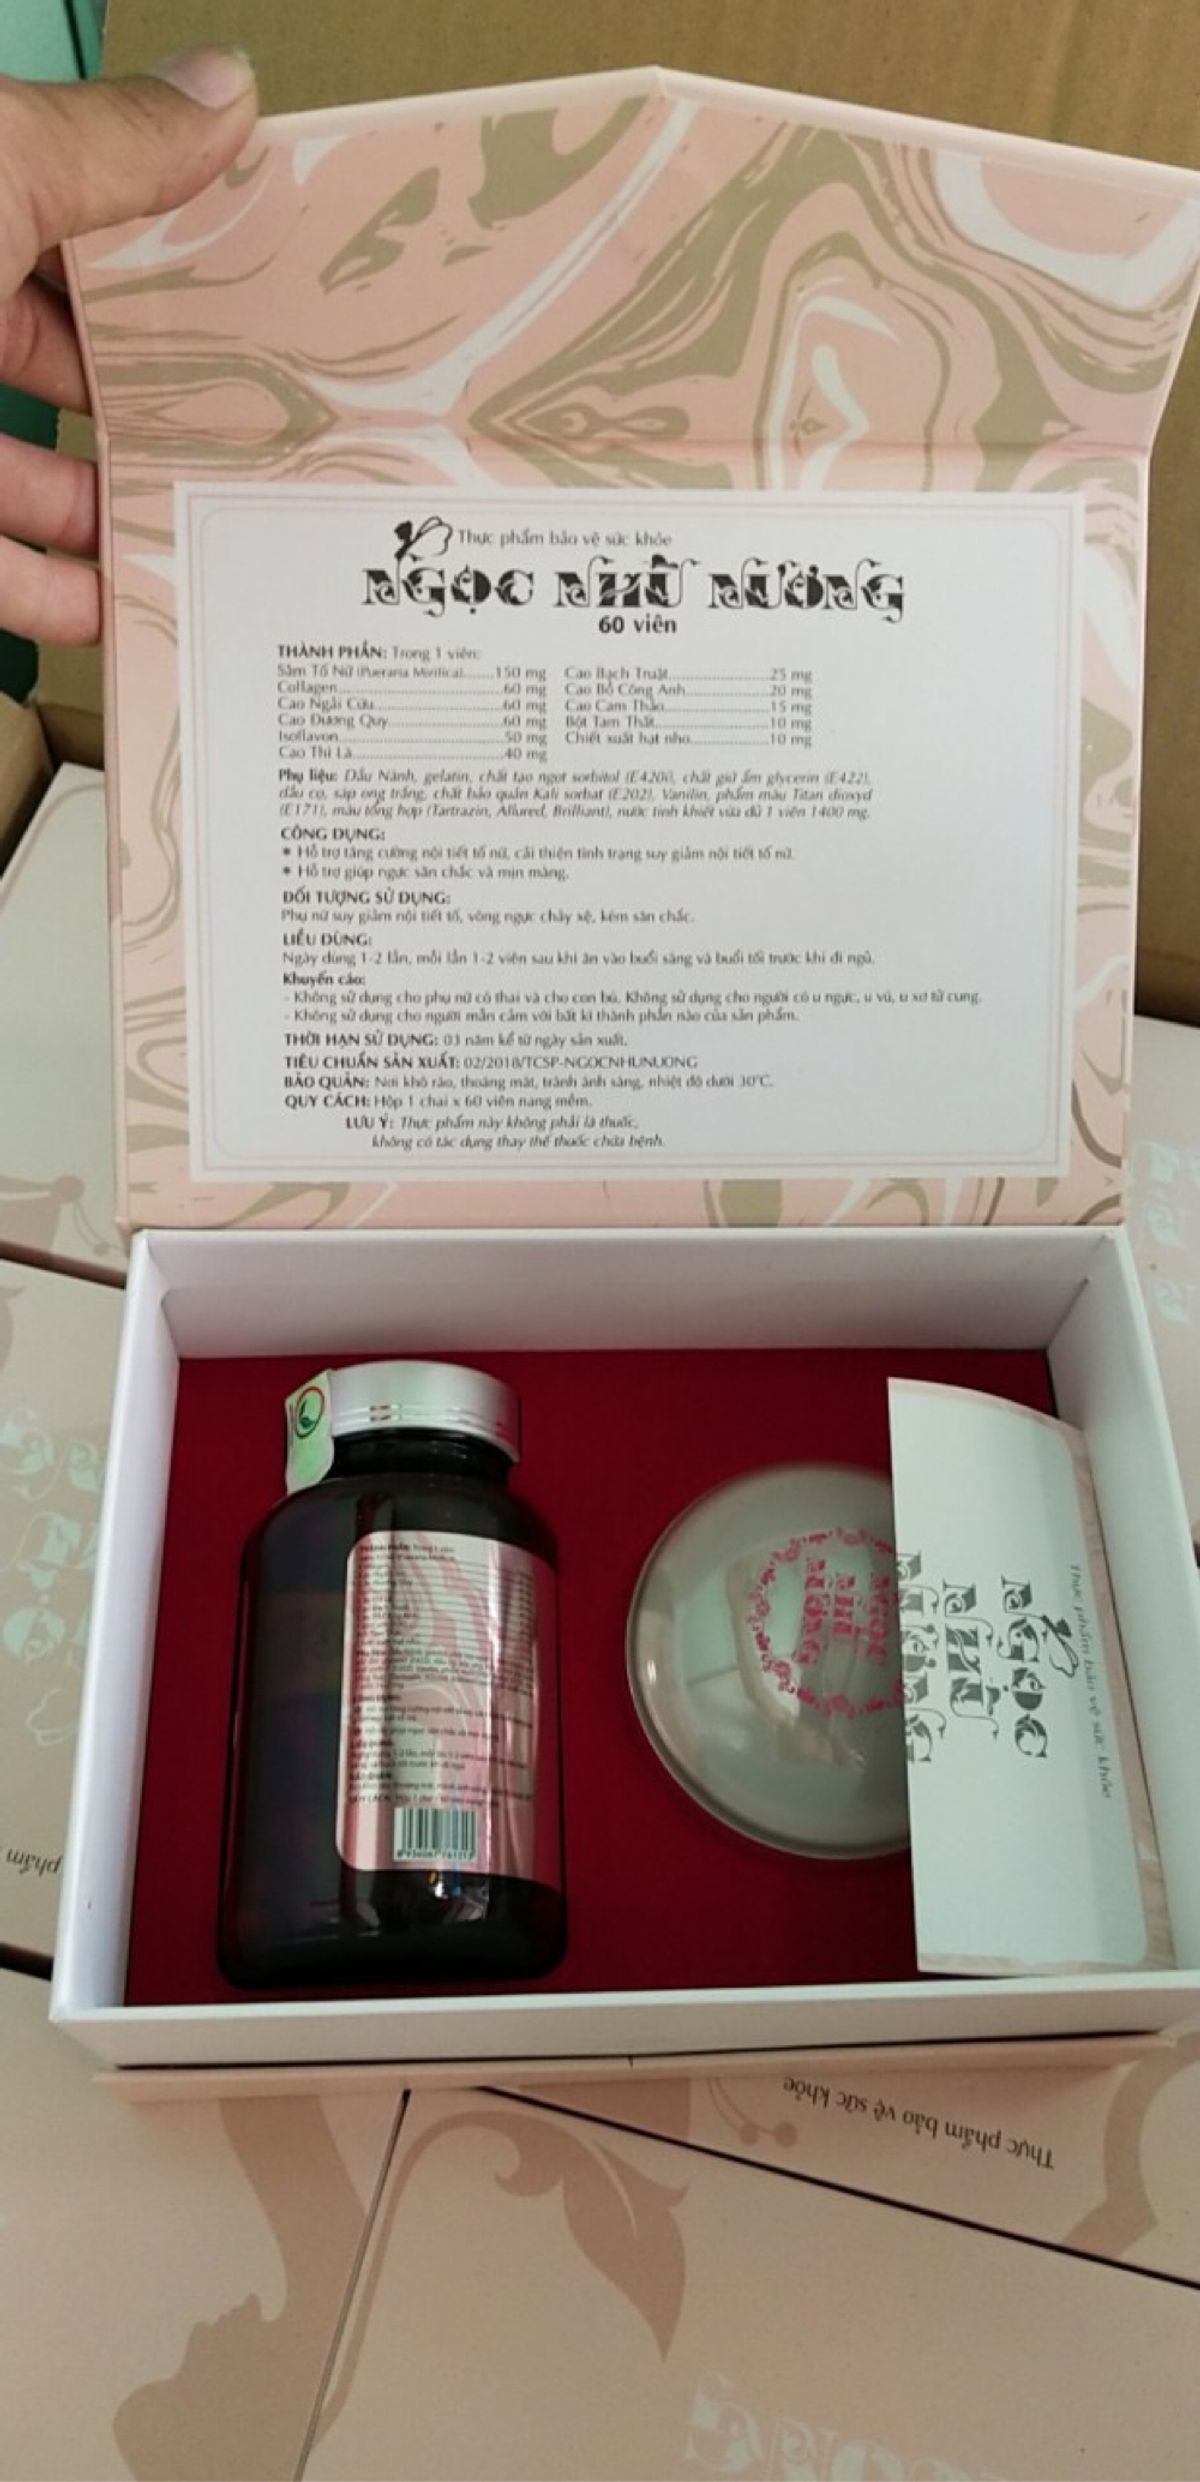 Thực phẩm bảo vệ sức khỏe
NGỌC NHŨ NƯƠNG
60 viên
THÀNH PHẦN: Trong 1 viên:
Sâm Tố Nữ (Pueraria Mirifica).......150 mg
Collagen.......60 mg
Cao Ngải Cứu.......60 mg
Cao Đương Quy.......60 mg
Isoflavon.......50 mg
Cao Thì Là.......40 mg
Cao Bạch Truật.......25 mg
Cao Bồ Công Anh.......20 mg
Cao Cam Thảo.......15 mg
Bột Tam Thất.......10 mg
Chiết xuất hạt nho.......10 mg
Phụ liệu: Dầu Nành, gelatin, chất tạo ngọt sorbitol (E420i), chất giữ ẩm glycerin (E422),
dầu cọ, sáp ong trắng, chất bảo quản Kali sorbat (E202), Vanilin, phẩm màu Titan dioxyd
(E171), màu tổng hợp (Tartrazin, Allured, Brilliant), nước tinh khiết vừa đủ 1 viên 1400 mg.
CÔNG DỤNG:
* Hỗ trợ tăng cường nội tiết tố nữ, cải thiện tình trạng suy giảm nội tiết tố nữ.
* Hỗ trợ giúp ngực săn chắc và mịn màng.
ĐỐI TƯỢNG SỬ DỤNG:
Phụ nữ suy giảm nội tiết tố, vòng ngực chảy xệ, kém săn chắc.
LIỀU DÙNG:
Ngày dùng 1-2 lần, mỗi lần 1-2 viên sau khi ăn vào buổi sáng và buổi tối trước khi đi ngủ.
Khuyến cáo:
- Không sử dụng cho phụ nữ có thai và cho con bú. Không sử dụng cho người có u ngực, u vú, u xơ tử cung.
- Không sử dụng cho người mẫn cảm với bất kì thành phần nào của sản phẩm.
THỜI HẠN SỬ DỤNG: 03 năm kể từ ngày sản xuất.
TIÊU CHUẨN SẢN XUẤT: 02/2018/TCSP-NGOCNHUNUONG
BẢO QUẢN: Nơi khô ráo, thoáng mát, tránh ánh sáng, nhiệt độ dưới 30°C.
QUY CÁCH: Hộp 1 chai x 60 viên nang mềm.
LƯU Ý: Thực phẩm này không phải là thuốc,
không có tác dụng thay thế thuốc chữa bệnh.
NGỌC
NHŨ
NƯƠNG
Thực phẩm bảo vệ sức khỏe
NGỌC
NHŨ
phẩm
Thực phẩm bảo vệ sức khỏe